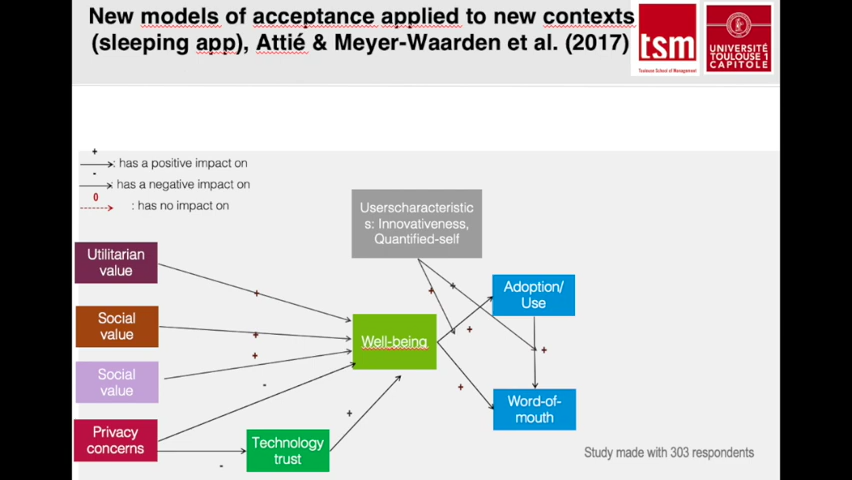 New models of acceptance applied to new contexts
(sleeping app), Attié & Meyer-Waarden et al. (2017)
tsm
Toulouse School of Management
UNIVERSITÉ
TOULOUSE 1
CAPITOLE
+
: has a positive impact on
-
: has a negative impact on
0
: has no impact on
Userscharacteristic
s: Innovativeness,
Quantified-self
Utilitarian
value
Adoption/
Use
Social
value
Well-being
Social
value
Word-of-
mouth
Privacy
concerns
Technology
trust
+
+
+
-
-
+
+
+
+
+
+
Study made with 303 respondents